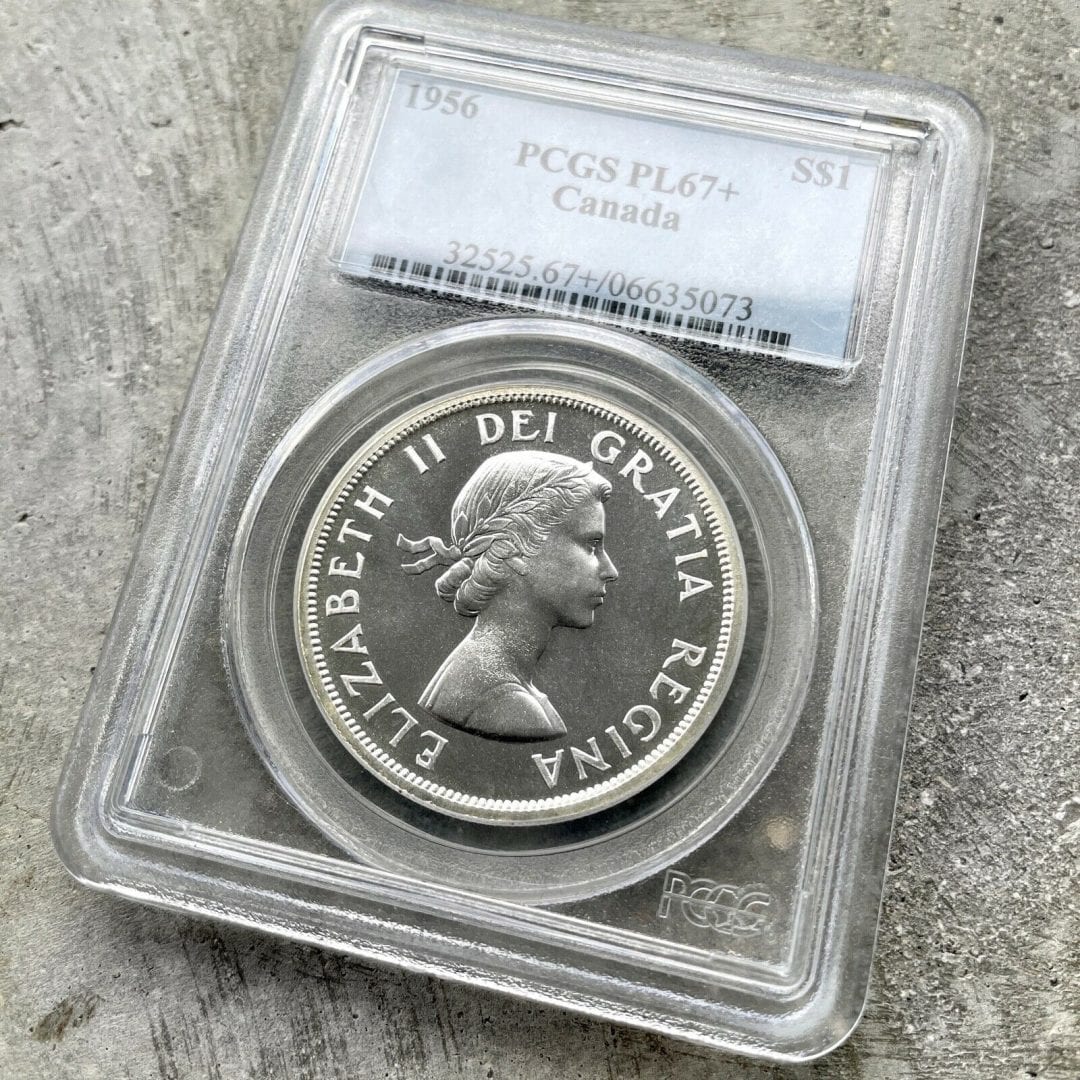 1956
PCGS PL67+
S$1
Canada
32525.67+/06635073
ELIZABETH II DEI GRATIA REGINA
PCGS